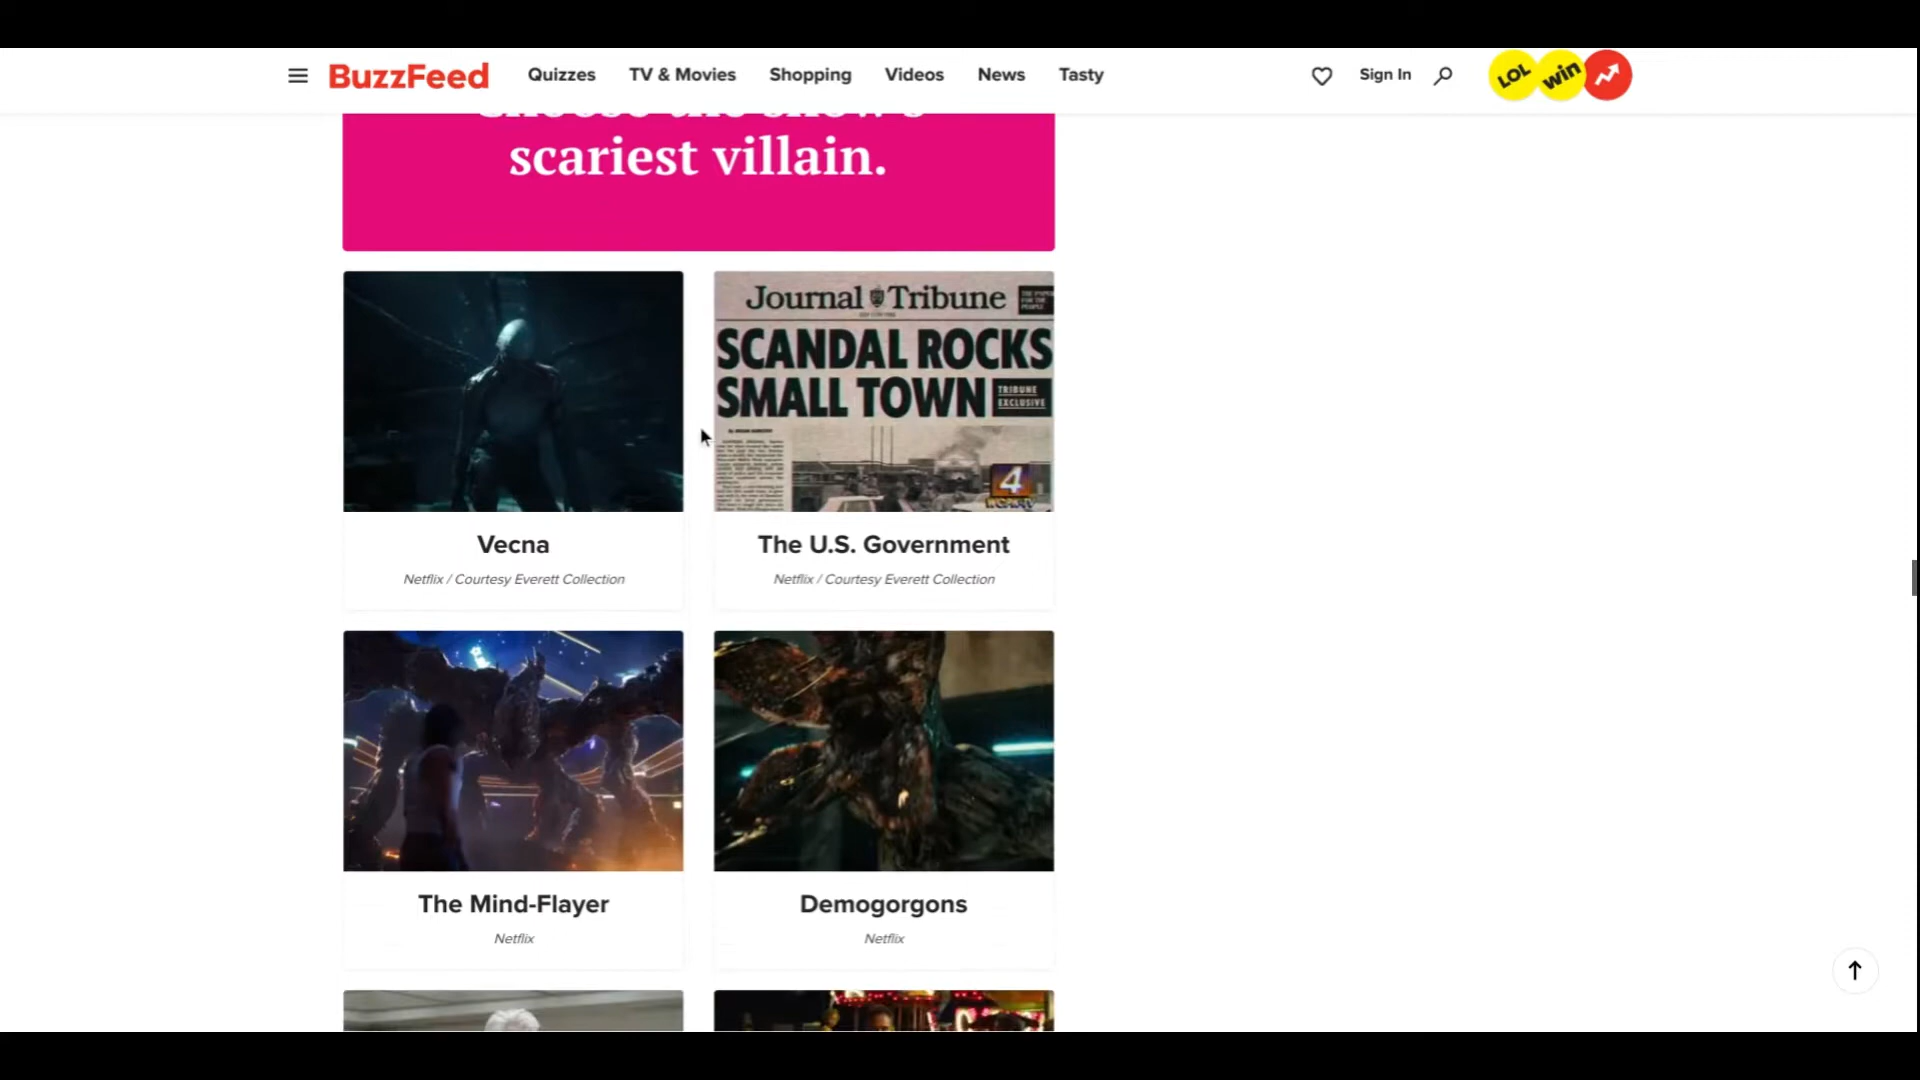 BuzzFeed
Quizzes
TV & Movies
Shopping
Videos
News
Tasty
Sign In
LOL
win
scariest villain.
Journal Tribune
SCANDAL ROCKS
SMALL TOWN
TRIBUNE
EXCLUSIVE
4
Vecna
Netflix / Courtesy Everett Collection
The U.S. Government
Netflix / Courtesy Everett Collection
The Mind-Flayer
Netflix
Demogorgons
Netflix